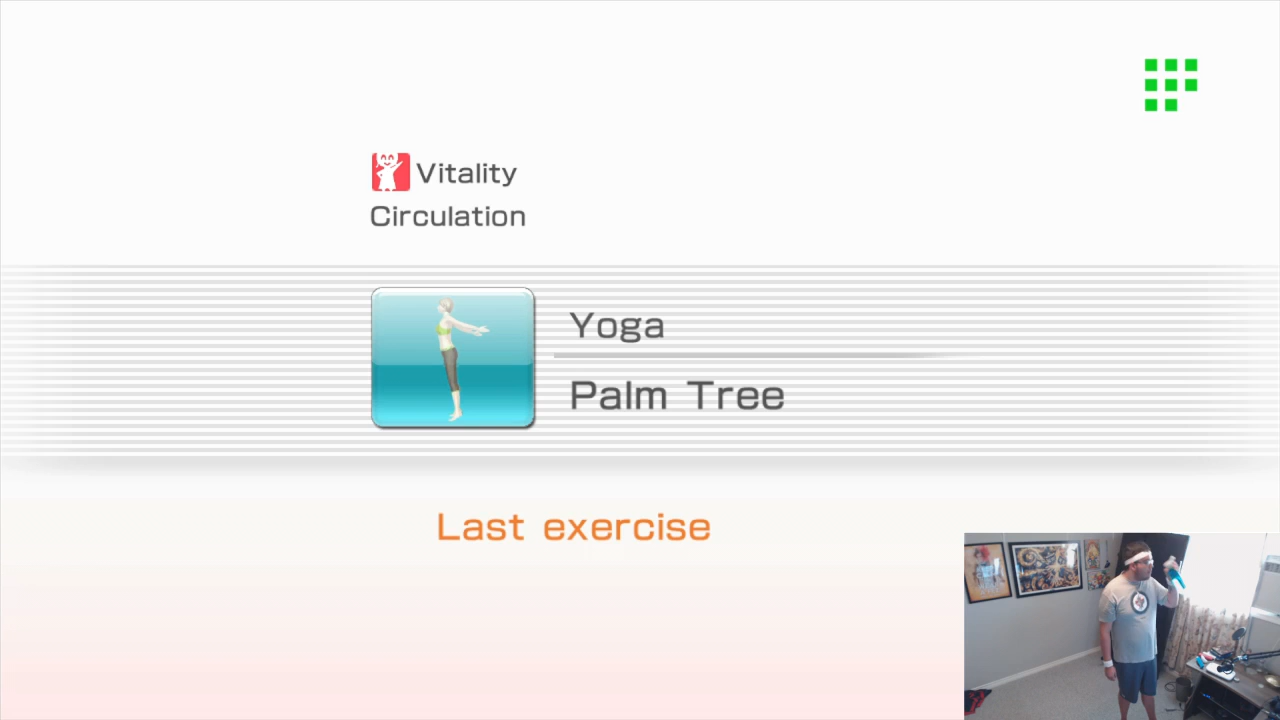 Vitality
Circulation
Yoga
Palm Tree
Last exercise